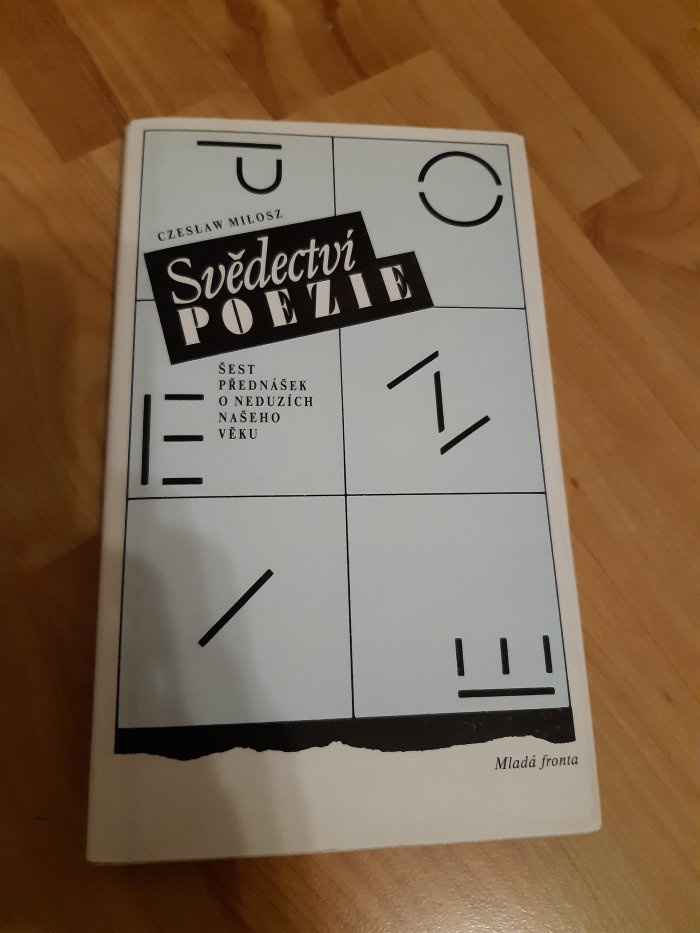 P O
CZESLAW MILOSZ
Svědectví
POEZIE
ŠEST
PŘEDNÁŠEK
O NEDUZÍCH
NAŠEHO
VĚKU
E Z
I E
Mladá fronta